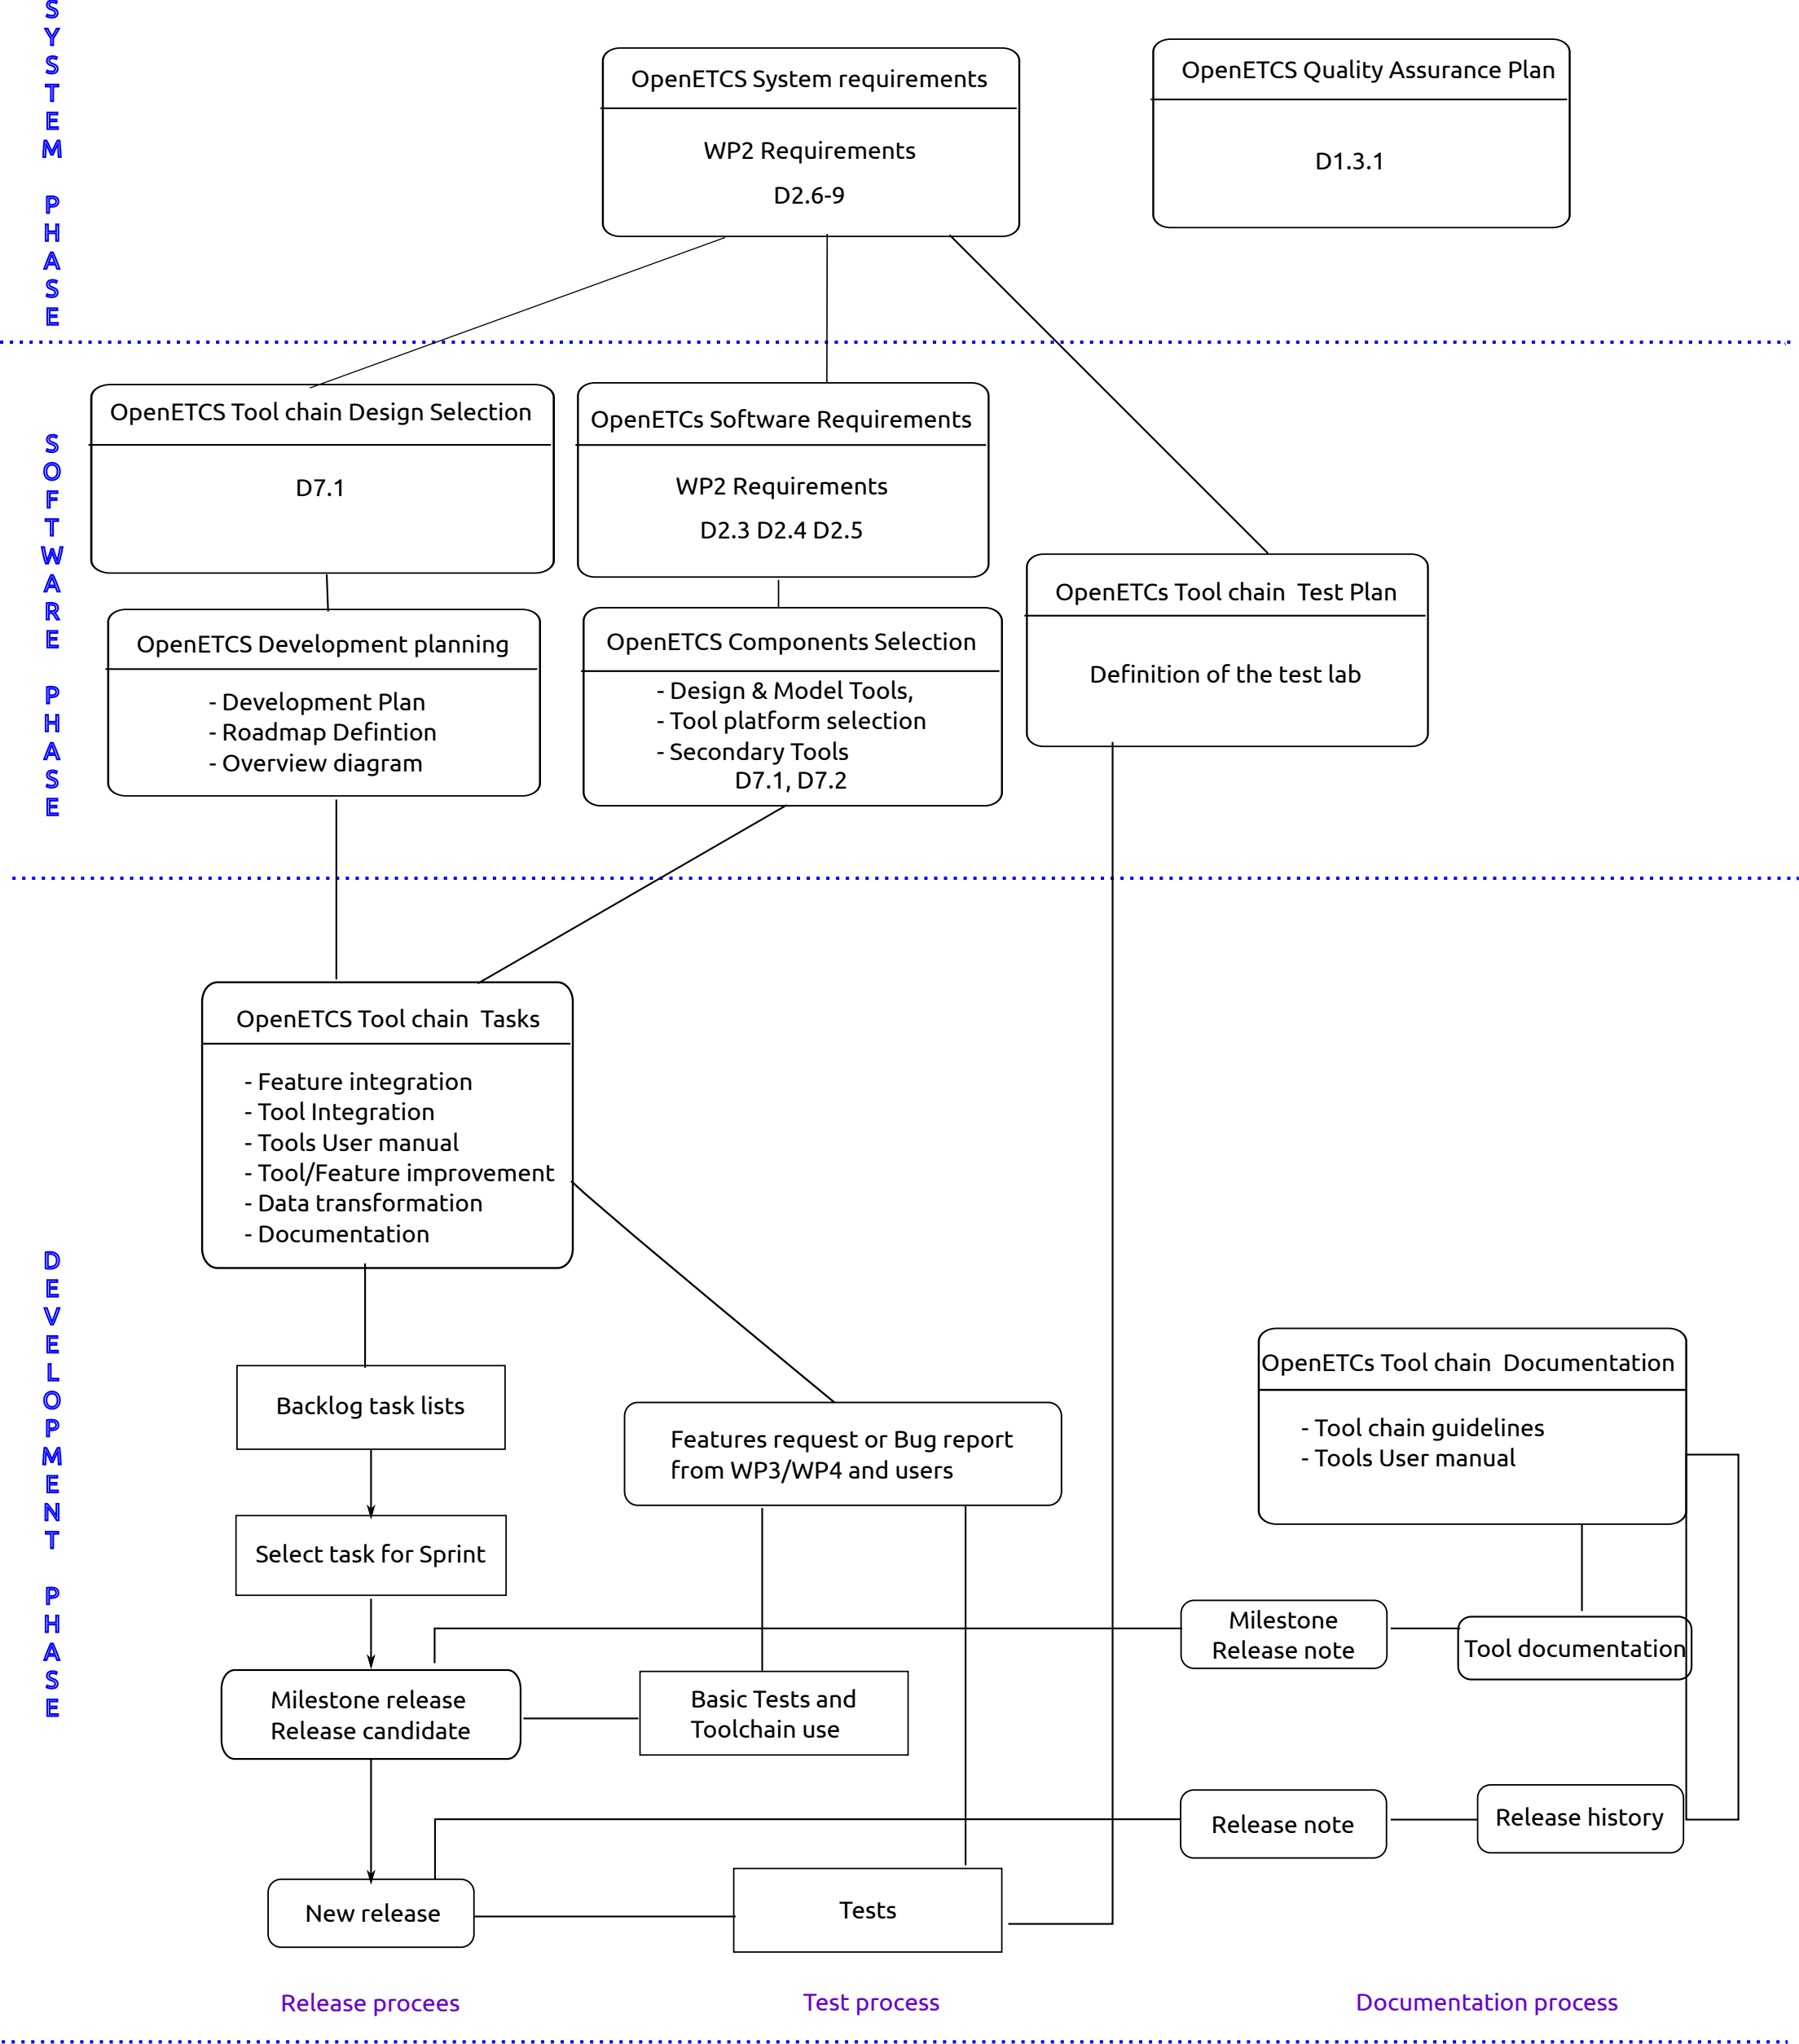 SYSTEM PHASE
OpenETCS System requirements
WP2 Requirements
D2.6-9
OpenETCS Quality Assurance Plan
D1.3.1
SOFTWARE PHASE
OpenETCS Tool chain Design Selection
D7.1
OpenETCs Software Requirements
WP2 Requirements
D2.3 D2.4 D2.5
OpenETCs Tool chain  Test Plan
Definition of the test lab
OpenETCS Development planning
- Development Plan
- Roadmap Defintion
- Overview diagram
OpenETCS Components Selection
- Design & Model Tools,
- Tool platform selection
- Secondary Tools
D7.1, D7.2
DEVELOPMENT PHASE
OpenETCS Tool chain  Tasks
- Feature integration
- Tool Integration
- Tools User manual
- Tool/Feature improvement
- Data transformation
- Documentation
Backlog task lists
Features request or Bug report
from WP3/WP4 and users
OpenETCs Tool chain  Documentation
- Tool chain guidelines
- Tools User manual
Select task for Sprint
Milestone
Release note
Tool documentation
Milestone release
Release candidate
Basic Tests and
Toolchain use
Release note
Release history
New release
Tests
Release procees
Test process
Documentation process